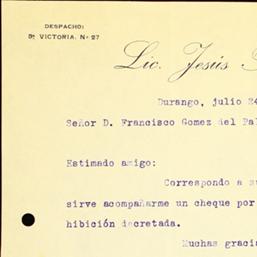 DESPACHO:
5ª VICTORIA, Nº 27
Lic. Jesús
Durango, julio 24
Señor D. Francisco Gomez del Pal
Estimado amigo:
Correspondo a su
sirve acompañarme un cheque por
hibición decretada.
Muchas gracia